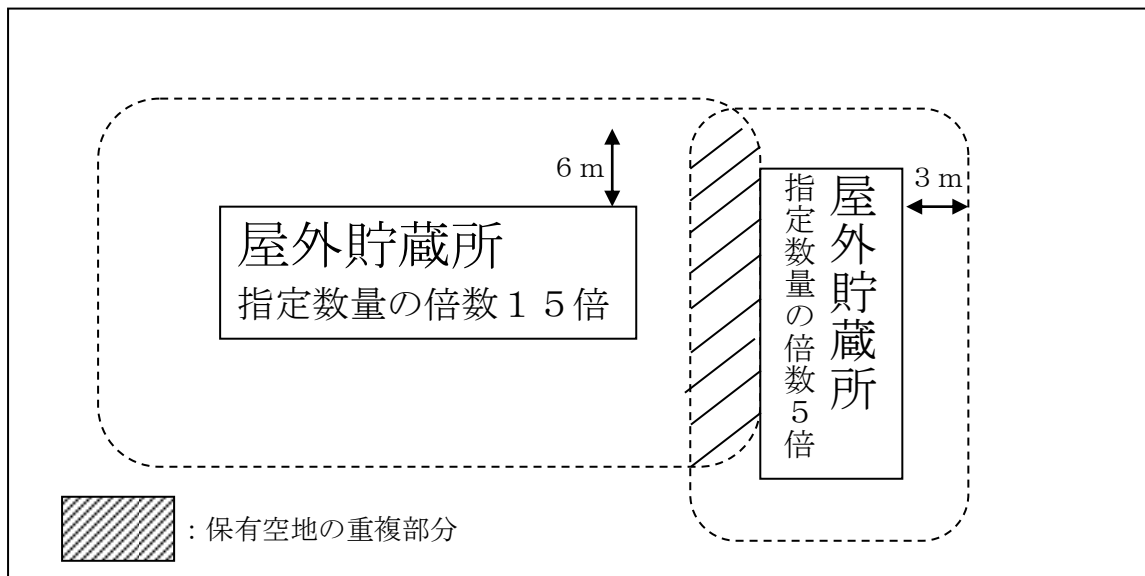 ６ｍ
屋外貯蔵所
指定数量の倍数１５倍
屋外貯蔵所
指定数量の倍数５倍
３ｍ
：保有空地の重複部分